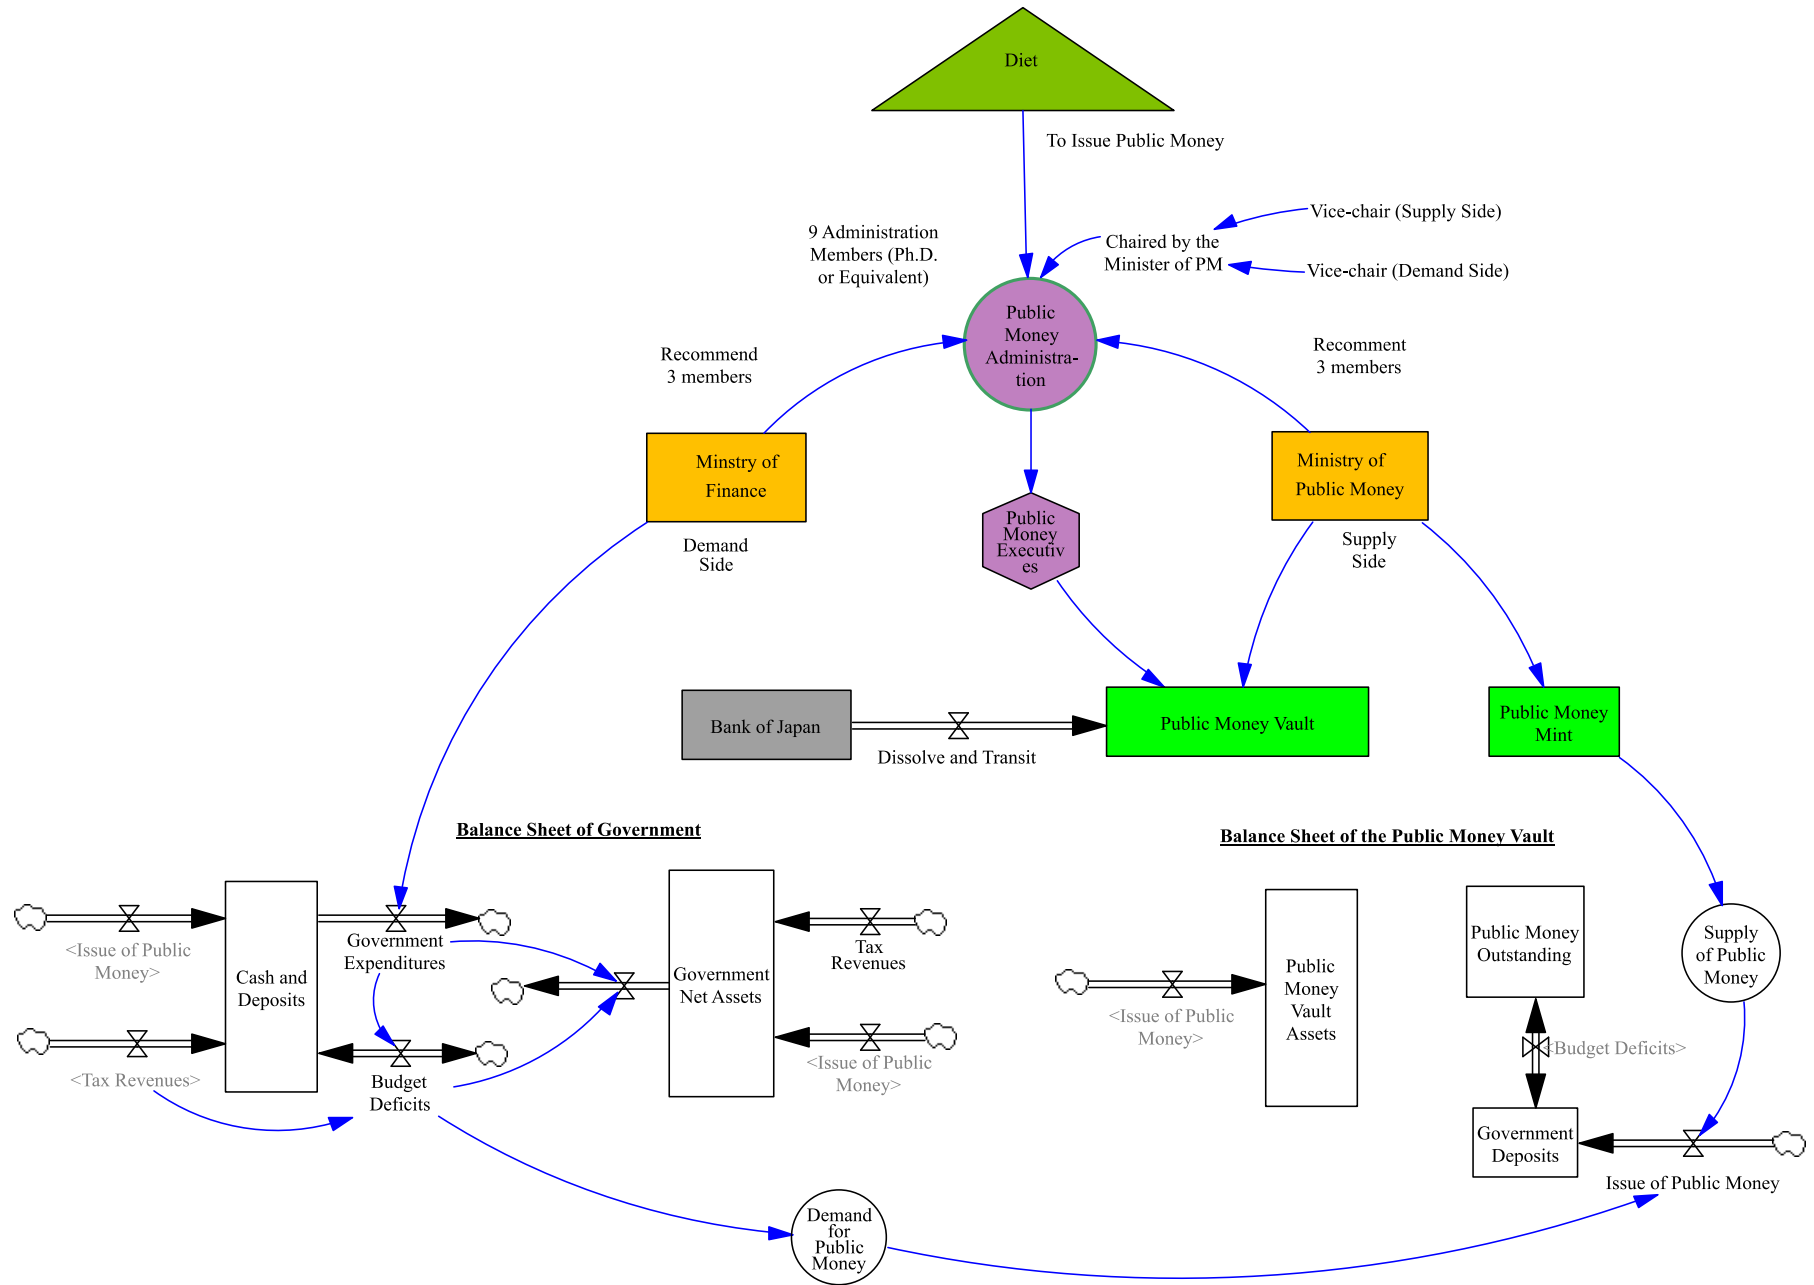 Diet
To Issue Public Money
9 Administration
Members (Ph.D.
or Equivalent)
Chaired by the
Minister of PM
Vice-chair (Supply Side)
Vice-chair (Demand Side)
Public
Money
Administra-
tion
Recommend
3 members
Recomment
3 members
Minstry of
Finance
Ministry of
Public Money
Public
Money
Executiv
es
Demand
Side
Supply
Side
Bank of Japan
Dissolve and Transit
Public Money Vault
Public Money
Mint
Balance Sheet of Government
Balance Sheet of the Public Money Vault
<Issue of Public
Money>
Cash and
Deposits
Government
Expenditures
<Tax Revenues>
Budget
Deficits
Government
Net Assets
Tax
Revenues
<Issue of Public
Money>
<Issue of Public
Money>
Public
Money
Vault
Assets
Public Money
Outstanding
<Budget Deficits>
Government
Deposits
Supply
of Public
Money
Issue of Public Money
Demand
for
Public
Money